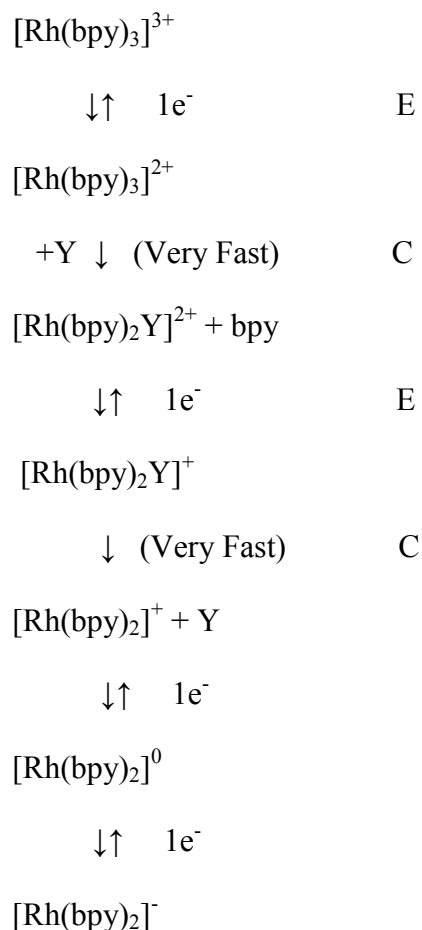 [Rh(bpy)₃]³⁺
↓↑ 1e⁻ E
[Rh(bpy)₃]²⁺
+Y ↓ (Very Fast) C
[Rh(bpy)₂Y]²⁺ + bpy
↓↑ 1e⁻ E
[Rh(bpy)₂Y]⁺
↓ (Very Fast) C
[Rh(bpy)₂]⁺ + Y
↓↑ 1e⁻
[Rh(bpy)₂]⁰
↓↑ 1e⁻
[Rh(bpy)₂]⁻